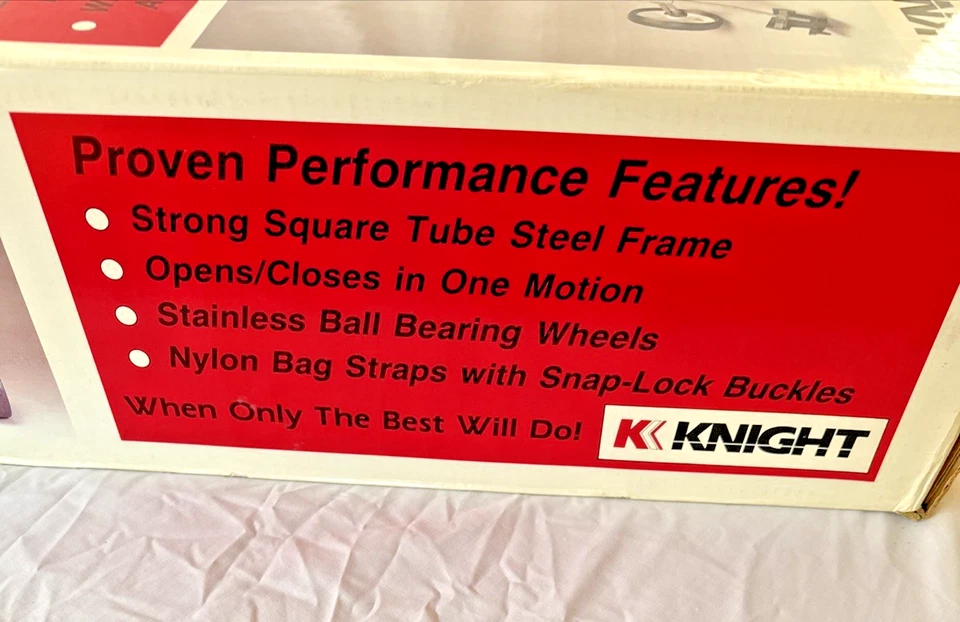 Proven Performance Features!
Strong Square Tube Steel Frame
Opens/Closes in One Motion
Stainless Ball Bearing Wheels
Nylon Bag Straps with Snap-Lock Buckles
When Only The Best Will Do!
K KNIGHT